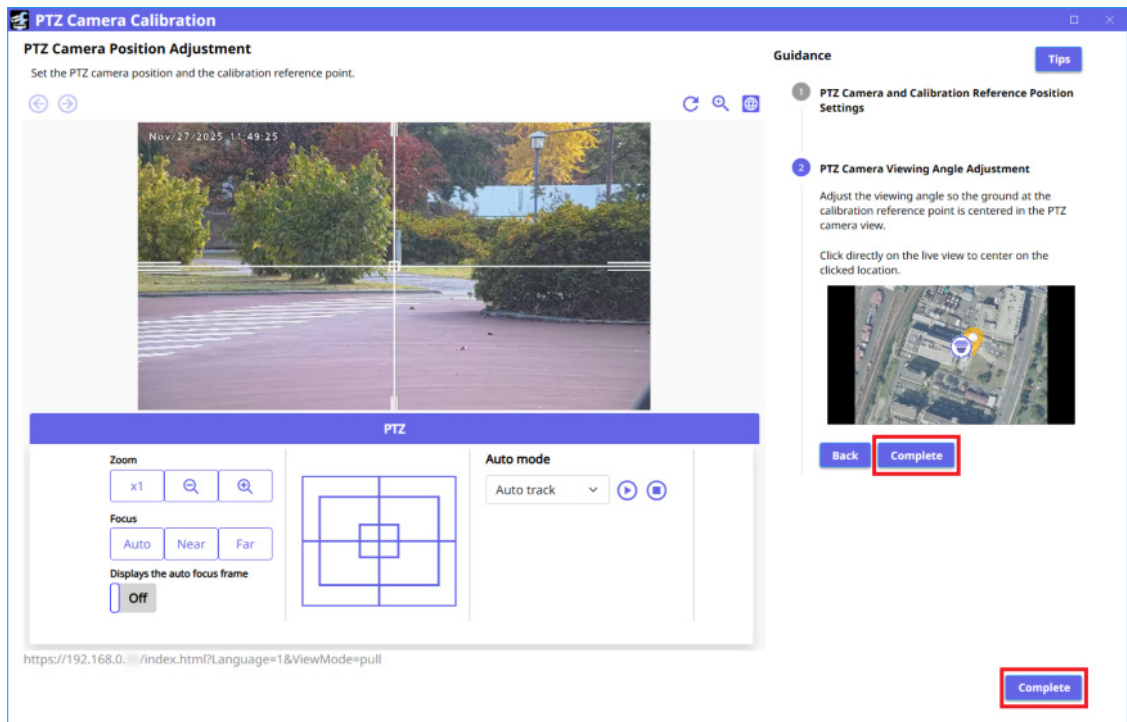 PTZ Camera Calibration
PTZ Camera Position Adjustment
Set the PTZ camera position and the calibration reference point.
Nov/27/2025 11:49:25
PTZ
Zoom
x1
Focus
Auto Near Far
Displays the auto focus frame
Off
Auto mode
Auto track
https://192.168.0. /index.html?Language=1&ViewMode=pull
Guidance
Tips
1
PTZ Camera and Calibration Reference Position
Settings
2
PTZ Camera Viewing Angle Adjustment
Adjust the viewing angle so the ground at the
calibration reference point is centered in the PTZ
camera view.
Click directly on the live view to center on the
clicked location.
Back Complete
Complete